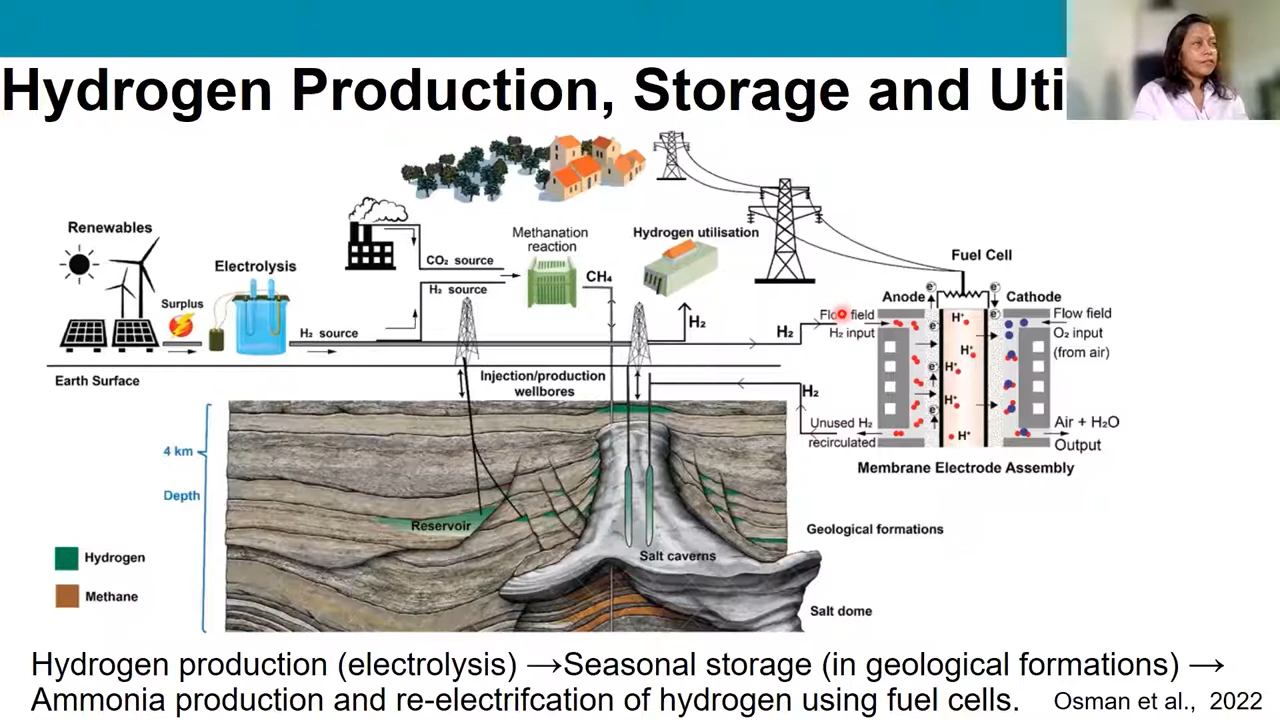 Hydrogen Production, Storage and Uti
Renewables
Surplus
Electrolysis
H₂ source
CO₂ source
H₂ source
Methanation
reaction
CH₄
Hydrogen utilisation
H₂
H₂
Fuel Cell
Anode
e⁻
e⁻
Cathode
Flow field
H₂ input
H⁺
e⁻
e⁻
H⁺
H⁺
e⁻
H⁺
e⁻
H⁺
Flow field
O₂ input
(from air)
Air + H₂O
Output
H₂
Unused H₂
recirculated
Membrane Electrode Assembly
Earth Surface
Injection/production
wellbores
4 km
Depth
Reservoir
Salt caverns
Geological formations
Salt dome
Hydrogen
Methane
Hydrogen production (electrolysis) →Seasonal storage (in geological formations) →
Ammonia production and re-electrifcation of hydrogen using fuel cells.
Osman et al., 2022